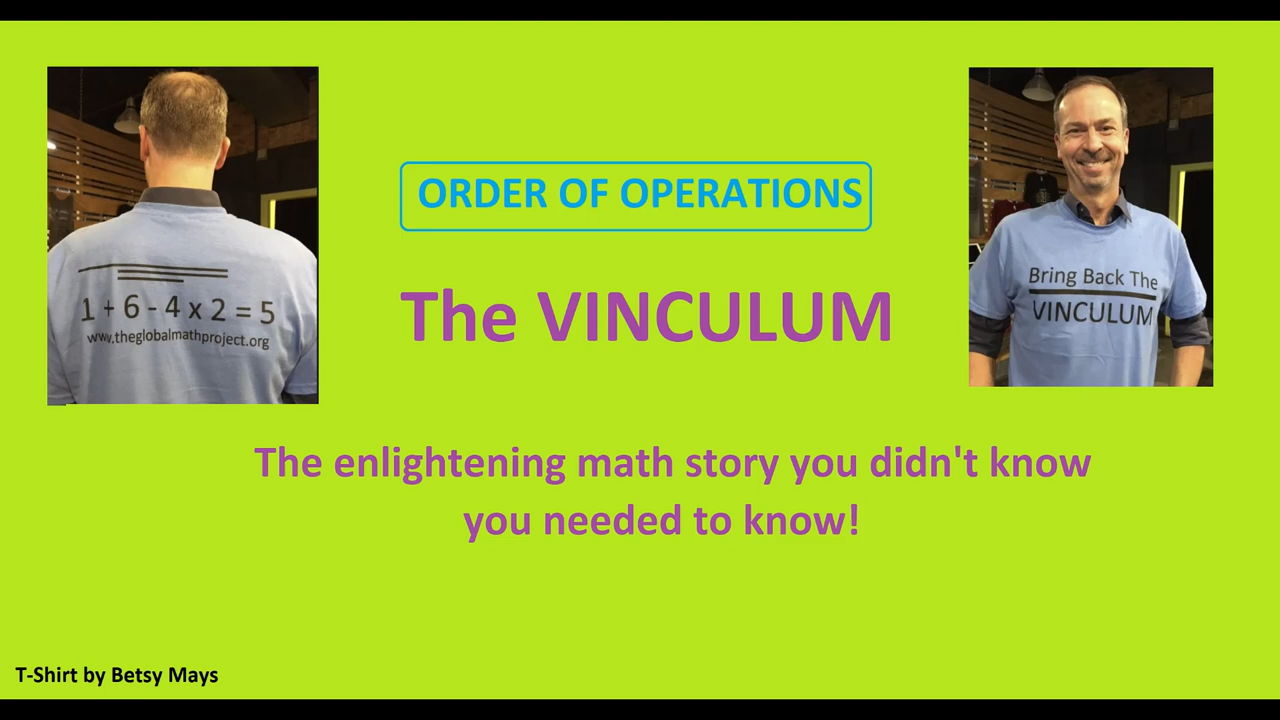 ORDER OF OPERATIONS
The VINCULUM
The enlightening math story you didn't know
you needed to know!
1 + 6 - 4 x 2 = 5
www.theglobalmathproject.org
Bring Back The
VINCULUM
T-Shirt by Betsy Mays